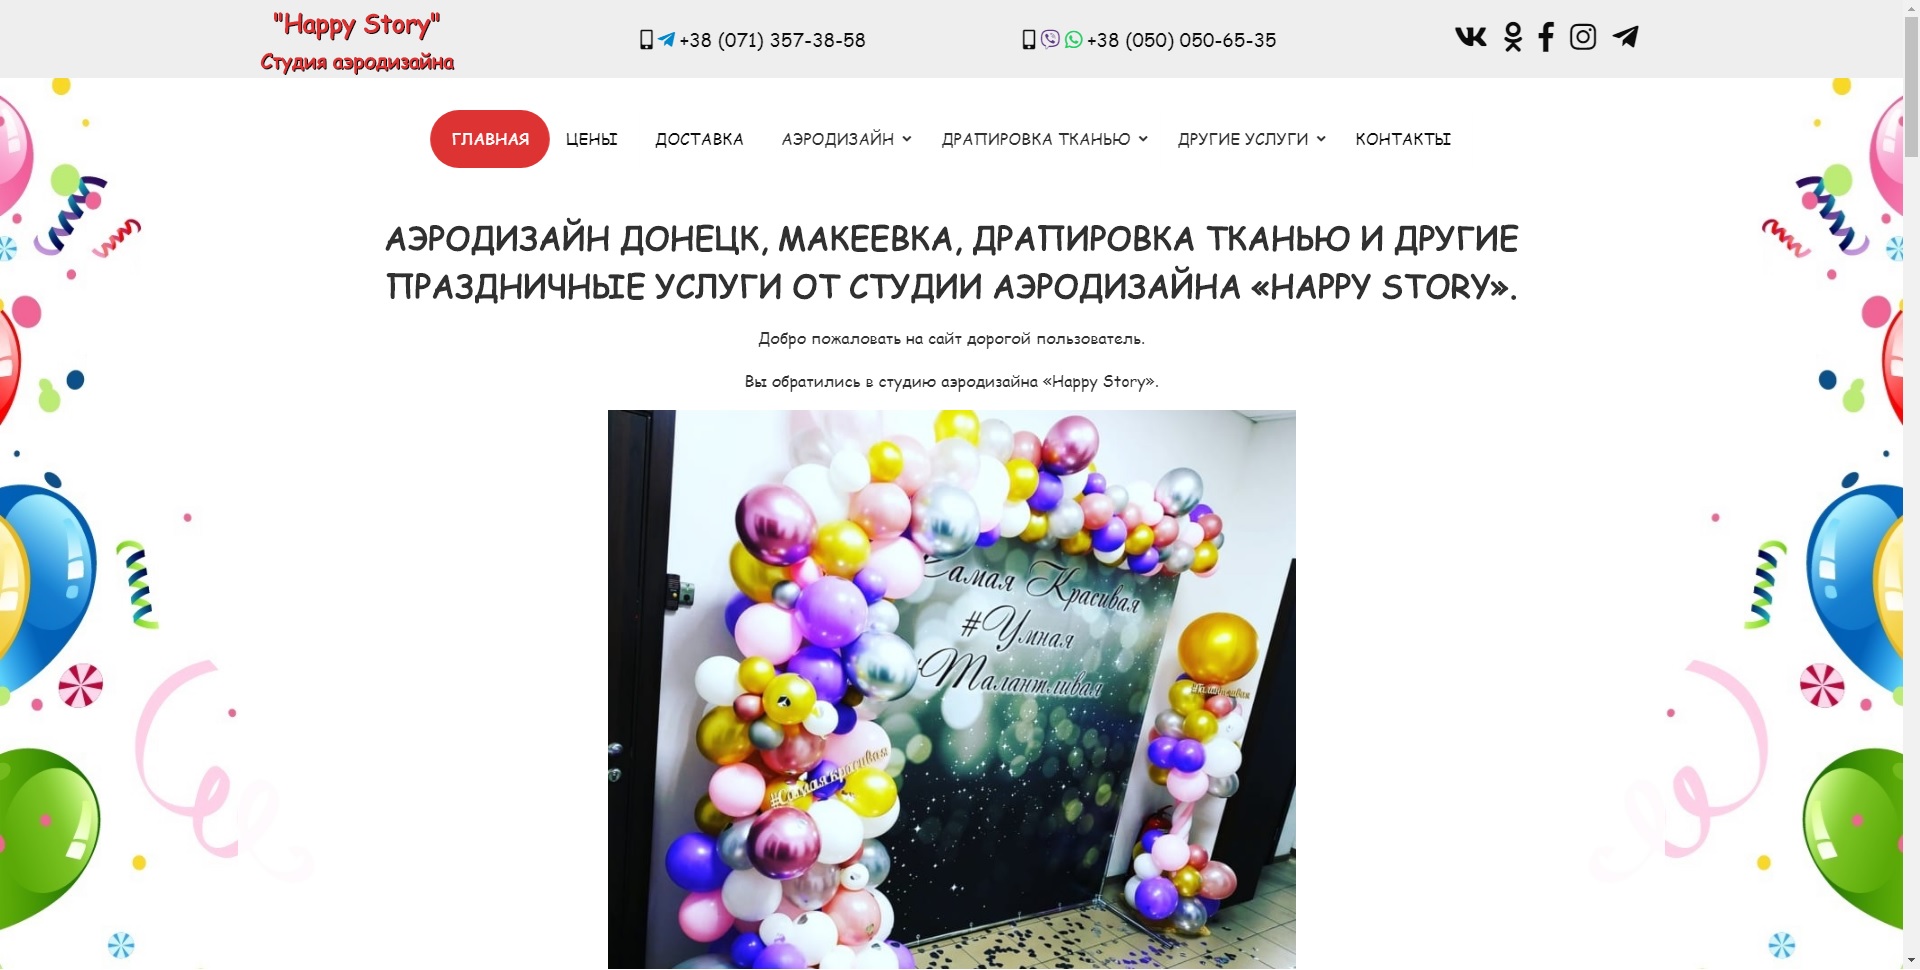 "Happy Story"
Студия аэродизайна
+38 (071) 357-38-58
+38 (050) 050-65-35
ГЛАВНАЯ
ЦЕНЫ
ДОСТАВКА
АЭРОДИЗАЙН
ДРАПИРОВКА ТКАНЬЮ
ДРУГИЕ УСЛУГИ
КОНТАКТЫ
АЭРОДИЗАЙН ДОНЕЦК, МАКЕЕВКА, ДРАПИРОВКА ТКАНЬЮ И ДРУГИЕ
ПРАЗДНИЧНЫЕ УСЛУГИ ОТ СТУДИИ АЭРОДИЗАЙНА «HAPPY STORY».
Добро пожаловать на сайт дорогой пользователь.
Вы обратились в студию аэродизайна «Happy Story».
Самая Красивая
#Умная
#Талантливая
#Талантливая
#Самая красивая